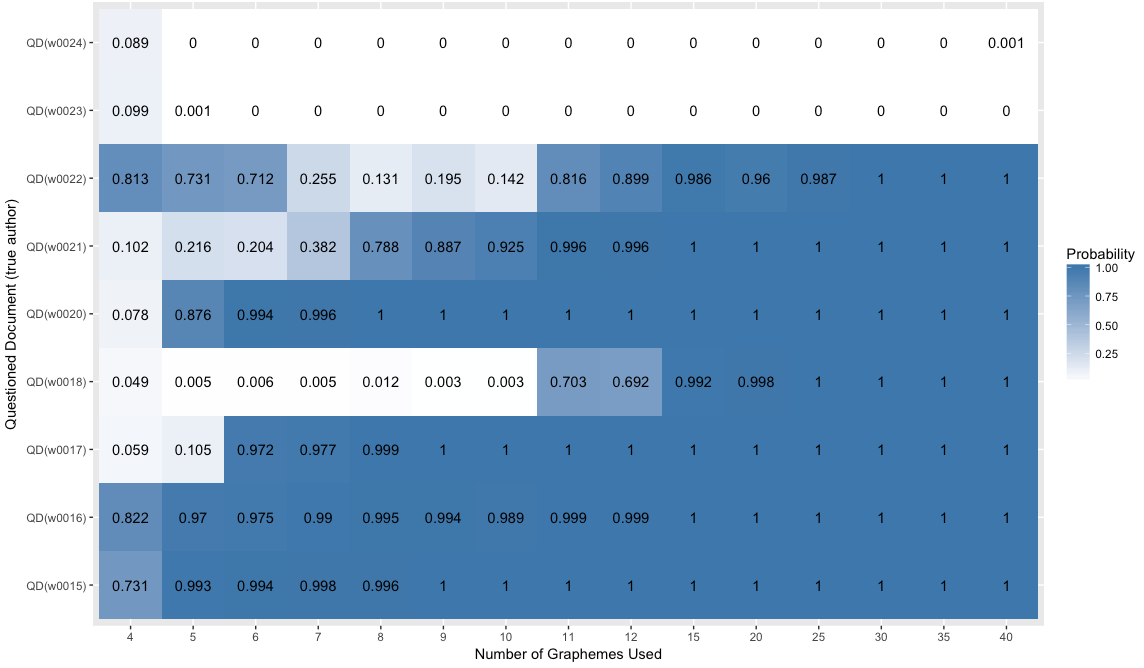 QD(w0024) 0.089 0 0 0 0 0 0 0 0 0 0 0 0 0 0.001
QD(w0023) 0.099 0.001 0 0 0 0 0 0 0 0 0 0 0 0 0
QD(w0022) 0.813 0.731 0.712 0.255 0.131 0.195 0.142 0.816 0.899 0.986 0.96 0.987 1 1 1
QD(w0021) 0.102 0.216 0.204 0.382 0.788 0.887 0.925 0.996 0.996 1 1 1 1 1 1
QD(w0020) 0.078 0.876 0.994 0.996 1 1 1 1 1 1 1 1 1 1 1
QD(w0018) 0.049 0.005 0.006 0.005 0.012 0.003 0.003 0.703 0.692 0.992 0.998 1 1 1 1
QD(w0017) 0.059 0.105 0.972 0.977 0.999 1 1 1 1 1 1 1 1 1 1
QD(w0016) 0.822 0.97 0.975 0.99 0.995 0.994 0.989 0.999 0.999 1 1 1 1 1 1
QD(w0015) 0.731 0.993 0.994 0.998 0.996 1 1 1 1 1 1 1 1 1 1
4 5 6 7 8 9 10 11 12 15 20 25 30 35 40
Number of Graphemes Used
Questioned Document (true author)
Probability
1.00
0.75
0.50
0.25